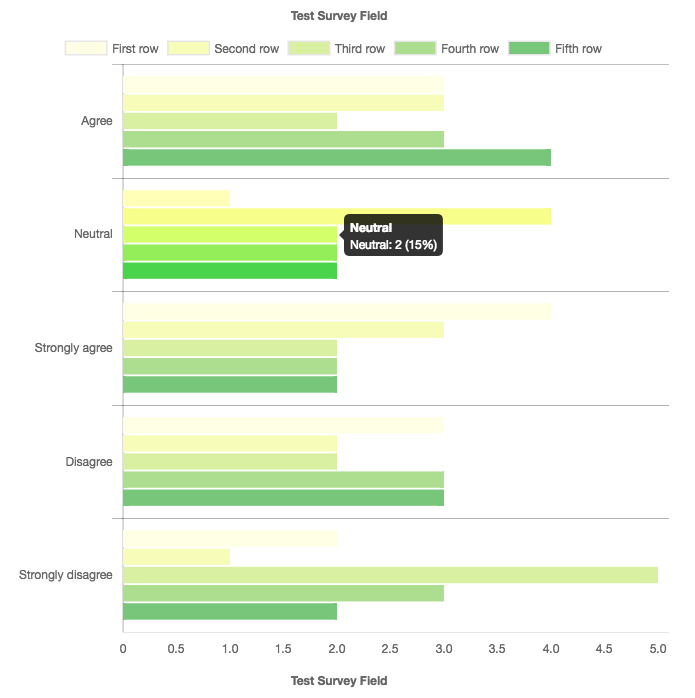 Test Survey Field
First row Second row Third row Fourth row Fifth row
Agree
Neutral
Neutral
Neutral: 2 (15%)
Strongly agree
Disagree
Strongly disagree
0 0.5 1.0 1.5 2.0 2.5 3.0 3.5 4.0 4.5 5.0
Test Survey Field